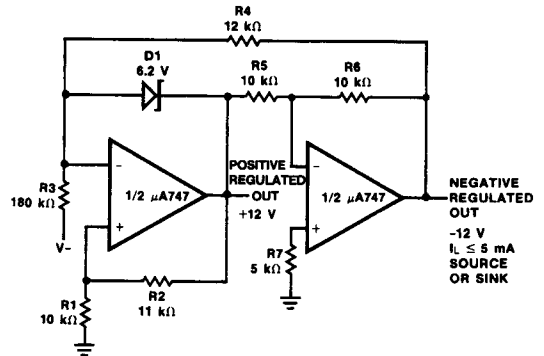 R4
12 kΩ
D1
6.2 V
R5
10 kΩ
R6
10 kΩ
−
1/2 µA747
+
POSITIVE
REGULATED
OUT
+12 V
−
1/2 µA747
+
NEGATIVE
REGULATED
OUT
−12 V
IL ≤ 5 mA
SOURCE
OR SINK
R3
180 kΩ
V−
R7
5 kΩ
R2
11 kΩ
R1
10 kΩ